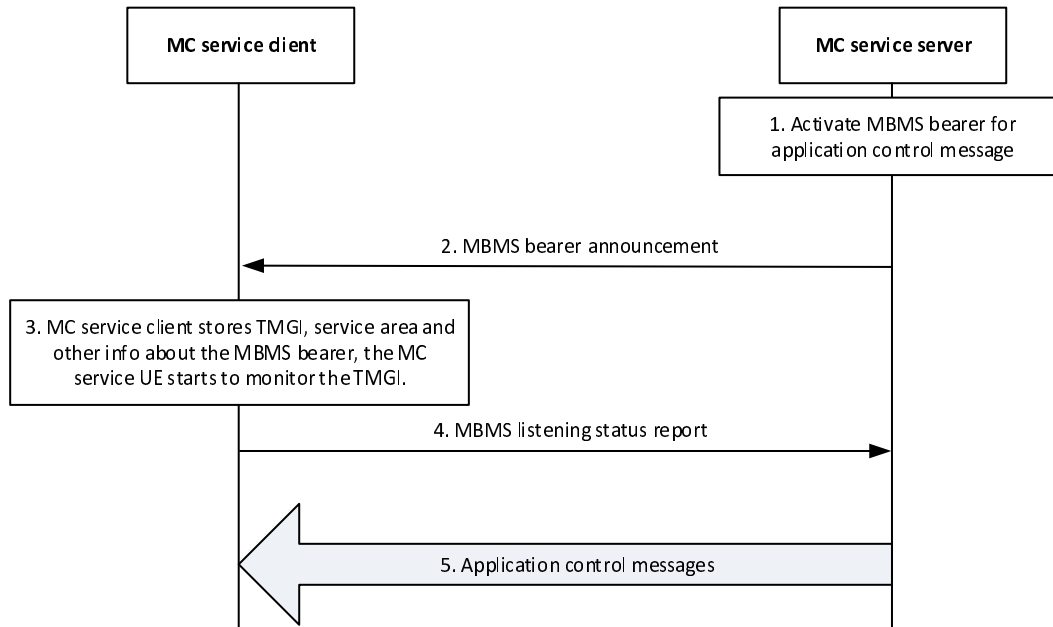 MC service client
MC service server
1. Activate MBMS bearer for
application control message
2. MBMS bearer announcement
3. MC service client stores TMGI, service area and
other info about the MBMS bearer, the MC
service UE starts to monitor the TMGI.
4. MBMS listening status report
5. Application control messages